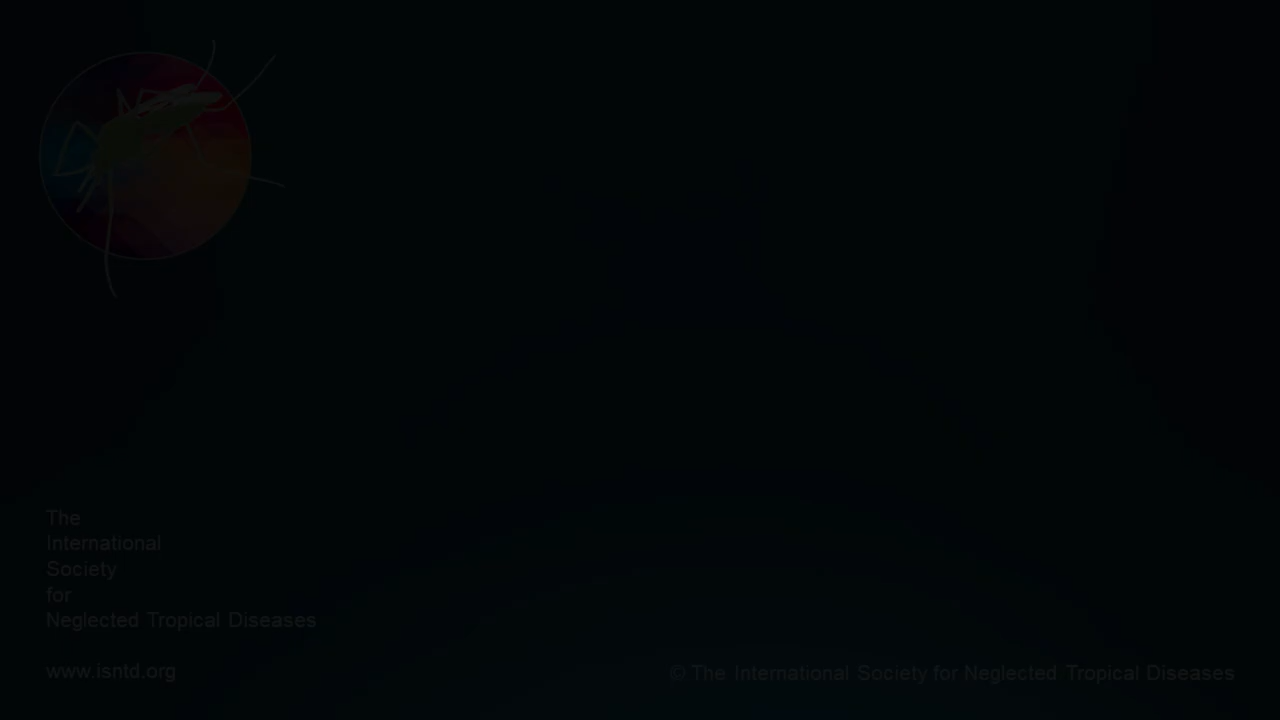 The
International
Society
for
Neglected Tropical Diseases
www.isntd.org
© The International Society for Neglected Tropical Diseases